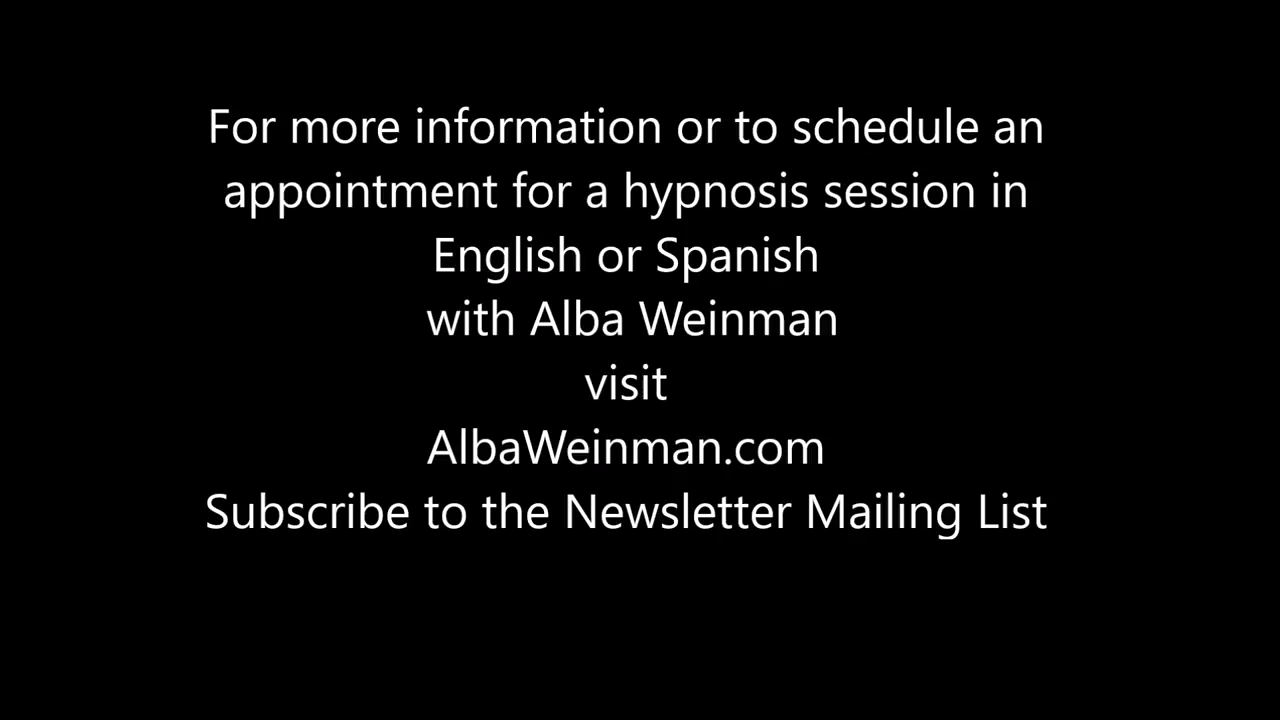 For more information or to schedule an
appointment for a hypnosis session in
English or Spanish
with Alba Weinman
visit
AlbaWeinman.com
Subscribe to the Newsletter Mailing List